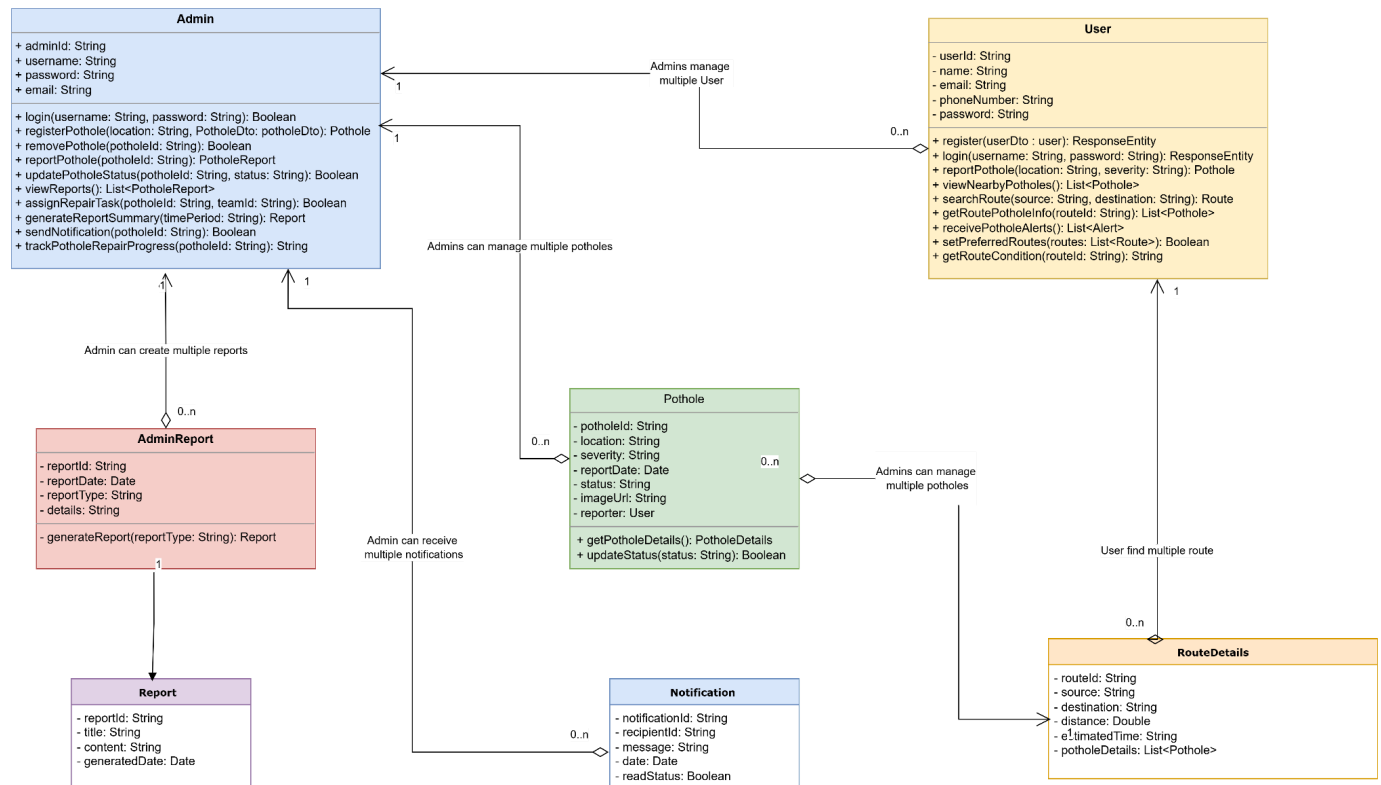 Admin
+ adminId: String
+ username: String
+ password: String
+ email: String
+ login(username: String, password: String): Boolean
+ registerPothole(location: String, PotholeDto: potholeDto): Pothole
+ removePothole(potholeId: String): Boolean
+ reportPothole(potholeId: String): PotholeReport
+ updatePotholeStatus(potholeId: String, status: String): Boolean
+ viewReports(): List<PotholeReport>
+ assignRepairTask(potholeId: String, teamId: String): Boolean
+ generateReportSummary(timePeriod: String): Report
+ sendNotification(potholeId: String): Boolean
+ trackPotholeRepairProgress(potholeId: String): String
1
Admins manage
multiple User
0..n
User
- userId: String
- name: String
- email: String
- phoneNumber: String
- password: String
+ register(userDto : user): ResponseEntity
+ login(username: String, password: String): ResponseEntity
+ reportPothole(location: String, severity: String): Pothole
+ viewNearbyPotholes(): List<Pothole>
+ searchRoute(source: String, destination: String): Route
+ getRoutePotholeInfo(routeId: String): List<Pothole>
+ receivePotholeAlerts(): List<Alert>
+ setPreferredRoutes(routes: List<Route>): Boolean
+ getRouteCondition(routeId: String): String
1
Admins can manage multiple potholes
0..n
1
Admin can create multiple reports
0..n
1
Admin can receive
multiple notifications
0..n
1
User find multiple route
0..n
AdminReport
- reportId: String
- reportDate: Date
- reportType: String
- details: String
- generateReport(reportType: String): Report
1
Pothole
- potholeId: String
- location: String
- severity: String
- reportDate: Date
- status: String
- imageUrl: String
- reporter: User
+ getPotholeDetails(): PotholeDetails
+ updateStatus(status: String): Boolean
0..n
Admins can manage
multiple potholes
1
Report
- reportId: String
- title: String
- content: String
- generatedDate: Date
Notification
- notificationId: String
- recipientId: String
- message: String
- date: Date
- readStatus: Boolean
RouteDetails
- routeId: String
- source: String
- destination: String
- distance: Double
- estimatedTime: String
- potholeDetails: List<Pothole>